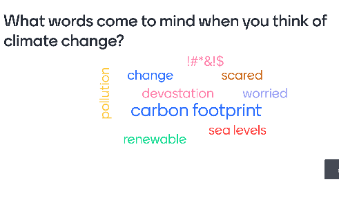 What words come to mind when you think of
climate change?
!#*&!$
change scared
pollution
devastation worried
carbon footprint
sea levels
renewable